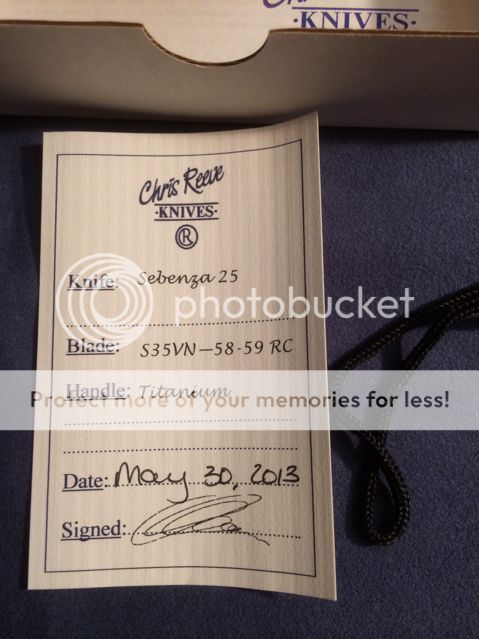 ·KNIVES·
Chris Reeve
·KNIVES·
®
Knife: Sebenza 25
photobucket
Blade: S35VN–58-59 RC
Handle: Titanium
Protect more of your memories for less!
Date: May 30, 2013
Signed: